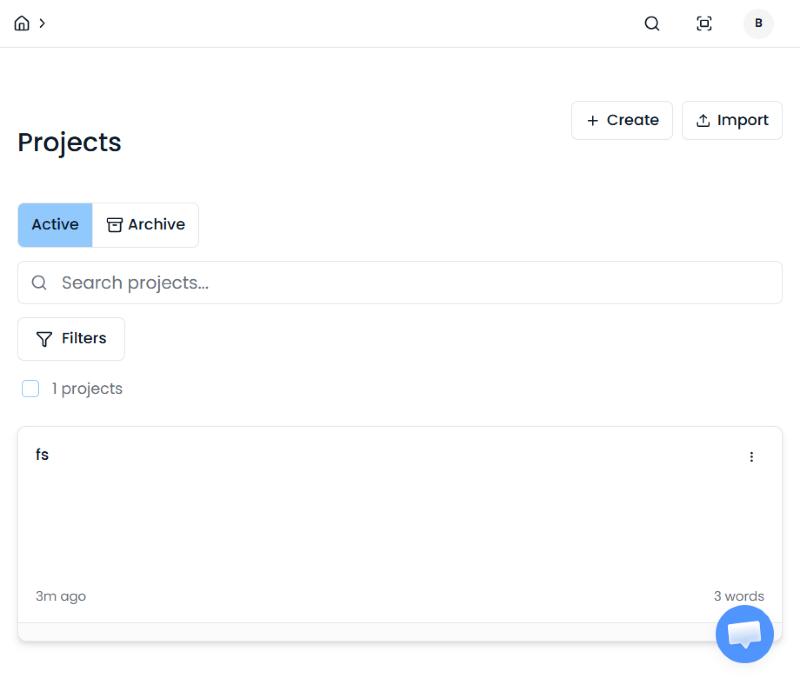 B
Projects
Create
Import
Active
Archive
Search projects...
Filters
1 projects
fs
3m ago
3 words